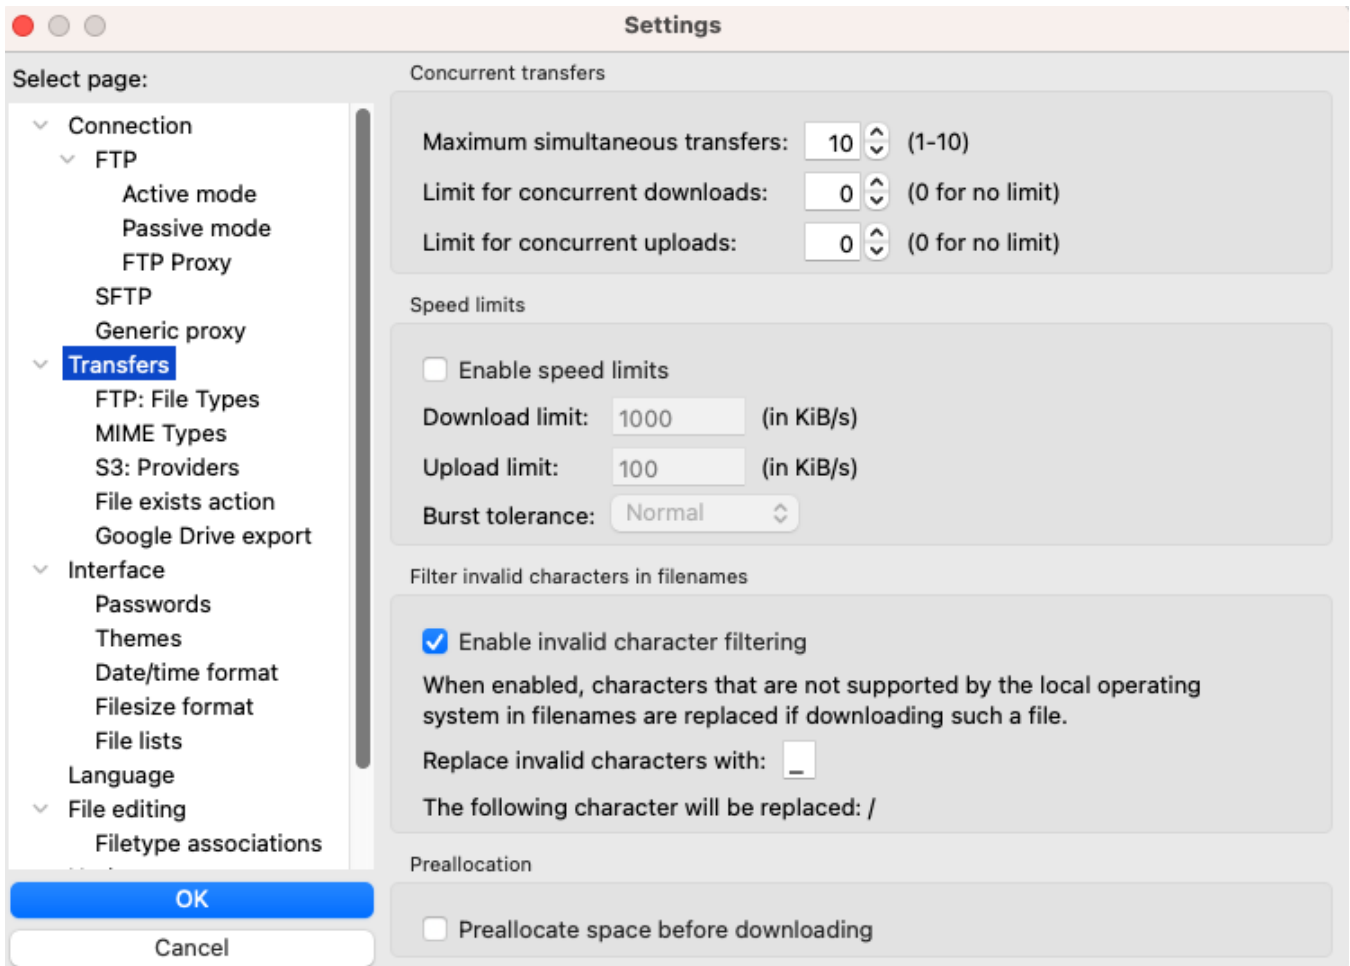 Settings
Select page:
Connection
FTP
Active mode
Passive mode
FTP Proxy
SFTP
Generic proxy
Transfers
FTP: File Types
MIME Types
S3: Providers
File exists action
Google Drive export
Interface
Passwords
Themes
Date/time format
Filesize format
File lists
Language
File editing
Filetype associations
OK
Cancel
Concurrent transfers
Maximum simultaneous transfers: 10 (1-10)
Limit for concurrent downloads: 0 (0 for no limit)
Limit for concurrent uploads: 0 (0 for no limit)
Speed limits
Enable speed limits
Download limit: 1000 (in KiB/s)
Upload limit: 100 (in KiB/s)
Burst tolerance: Normal
Filter invalid characters in filenames
Enable invalid character filtering
When enabled, characters that are not supported by the local operating
system in filenames are replaced if downloading such a file.
Replace invalid characters with: _
The following character will be replaced: /
Preallocation
Preallocate space before downloading